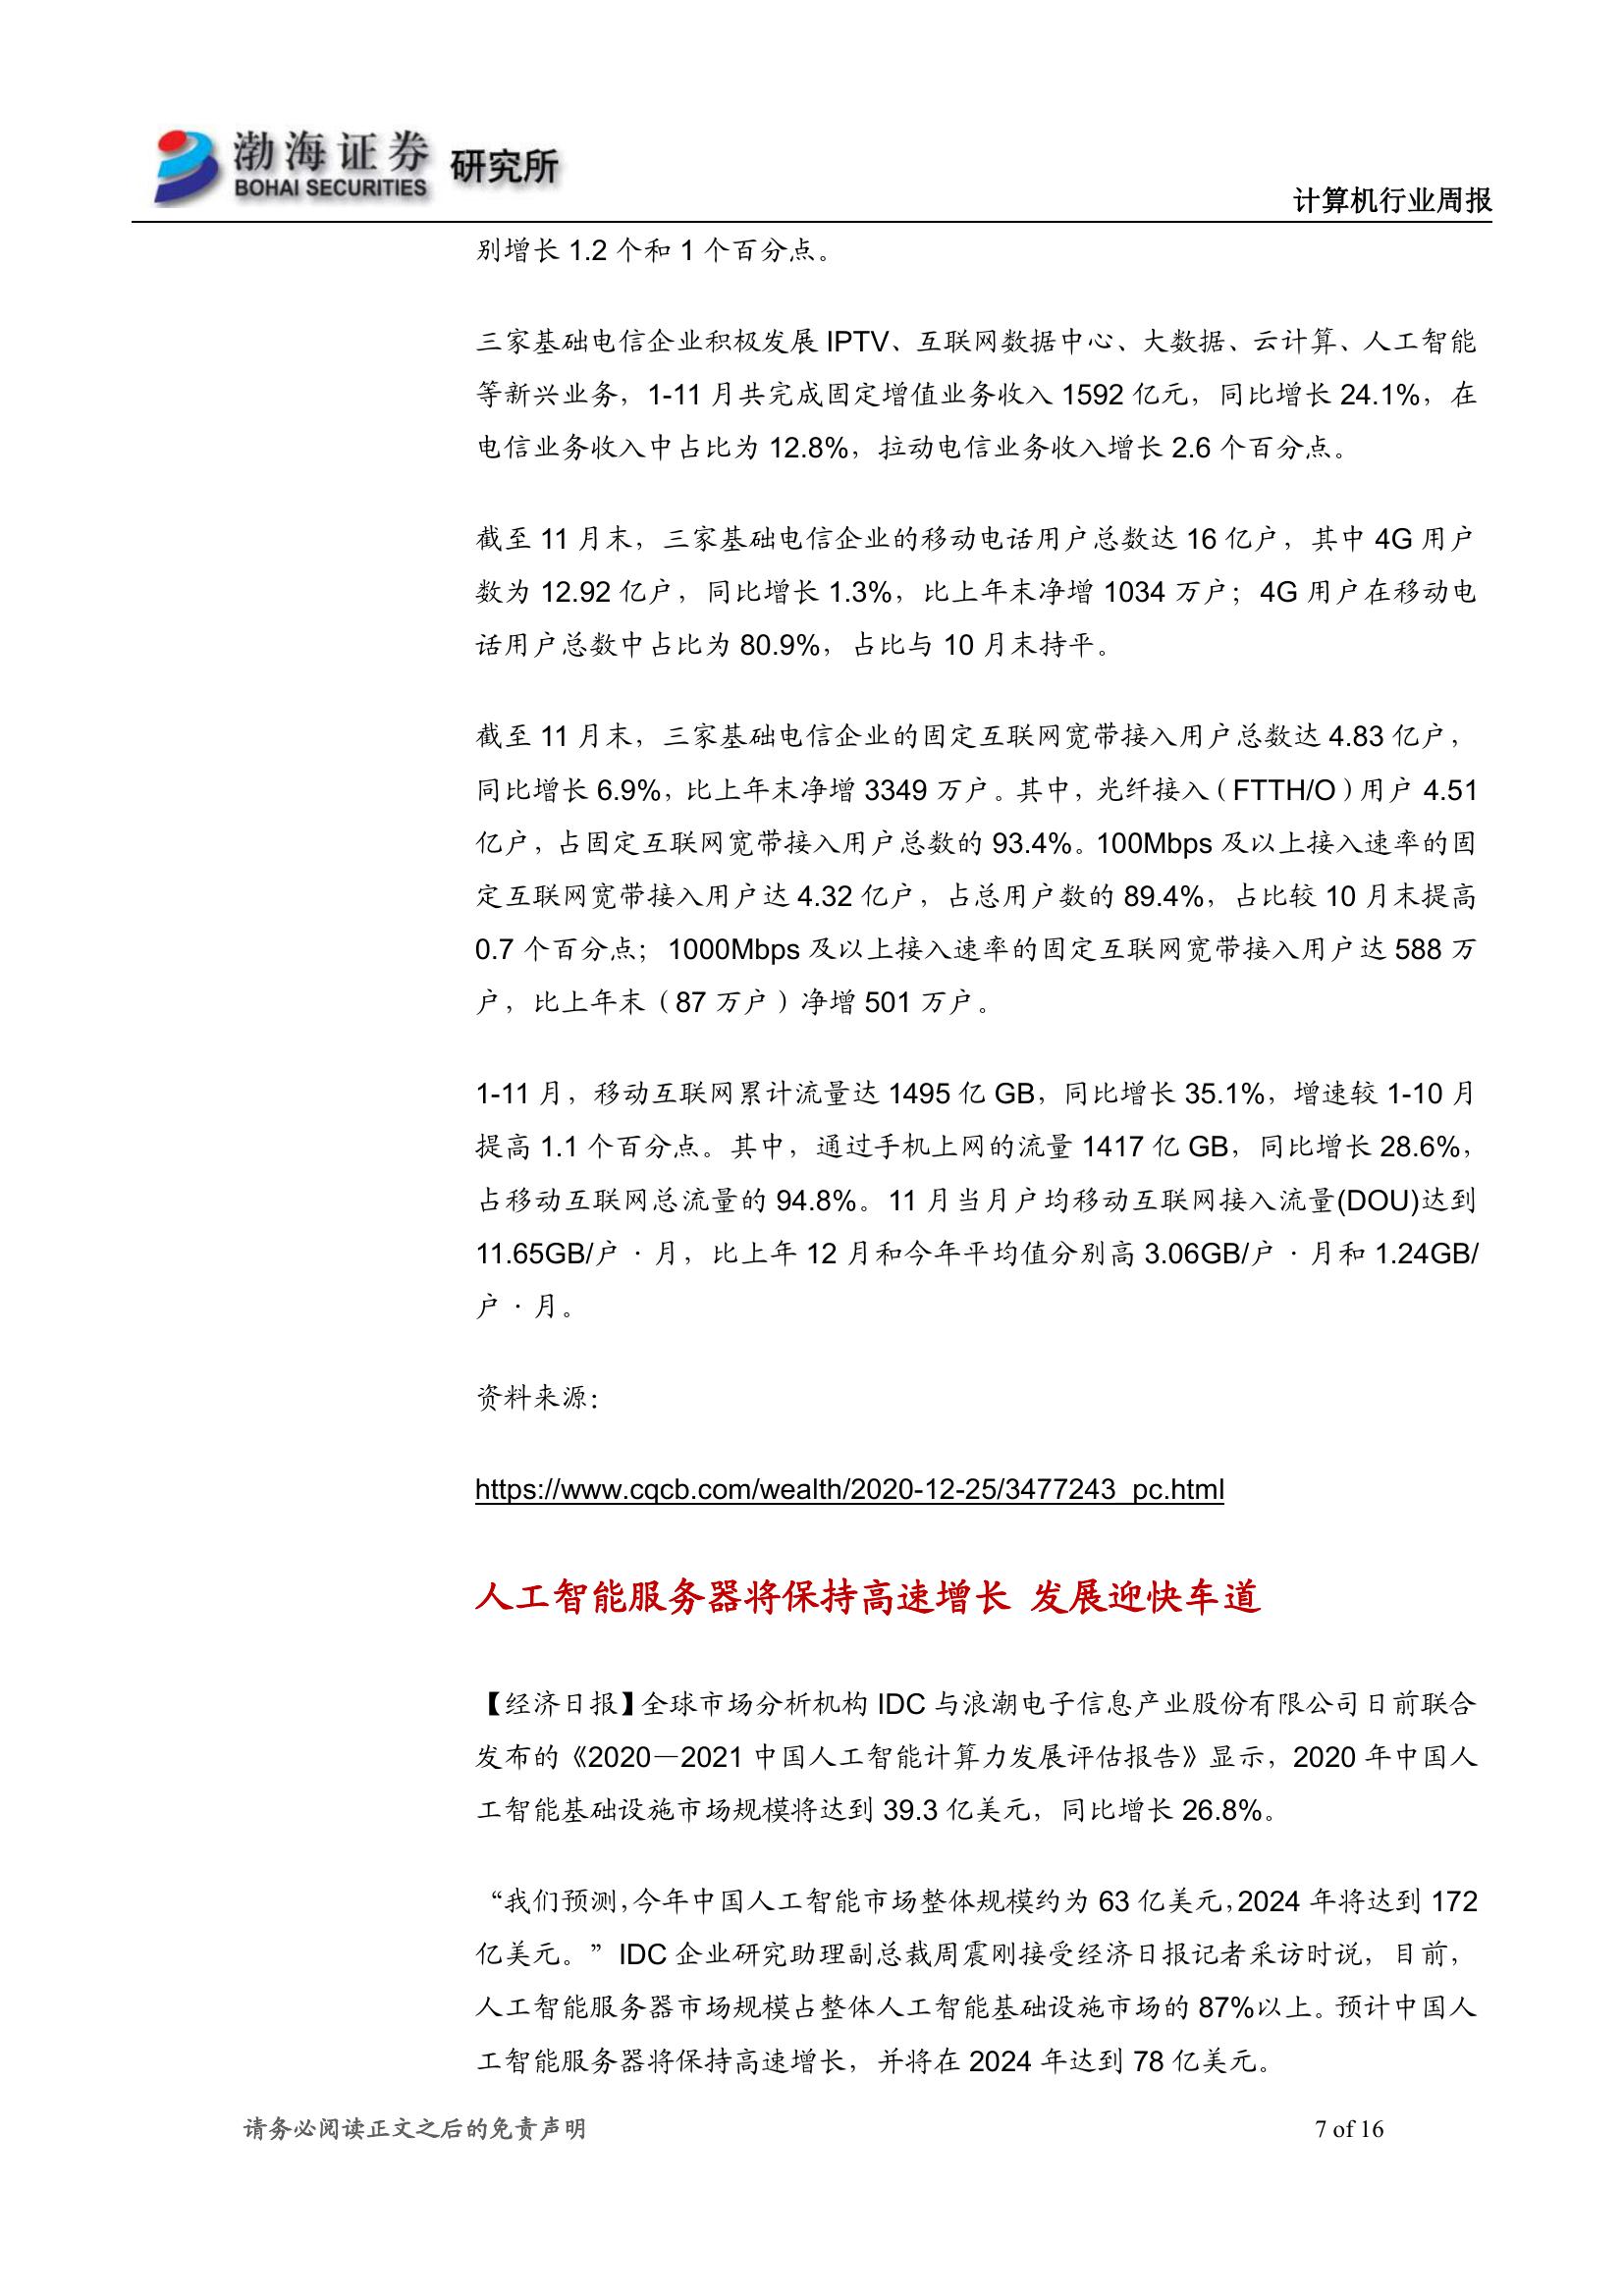 渤海证券 研究所
BOHAI SECURITIES
计算机行业周报
别增长 1.2 个和 1 个百分点。
三家基础电信企业积极发展 IPTV、互联网数据中心、大数据、云计算、人工智能
等新兴业务，1-11 月共完成固定增值业务收入 1592 亿元，同比增长 24.1%，在
电信业务收入中占比为 12.8%，拉动电信业务收入增长 2.6 个百分点。
截至 11 月末，三家基础电信企业的移动电话用户总数达 16 亿户，其中 4G 用户
数为 12.92 亿户，同比增长 1.3%，比上年末净增 1034 万户；4G 用户在移动电
话用户总数中占比为 80.9%，占比与 10 月末持平。
截至 11 月末，三家基础电信企业的固定互联网宽带接入用户总数达 4.83 亿户，
同比增长 6.9%，比上年末净增 3349 万户。其中，光纤接入（FTTH/O）用户 4.51
亿户，占固定互联网宽带接入用户总数的 93.4%。100Mbps 及以上接入速率的固
定互联网宽带接入用户达 4.32 亿户，占总用户数的 89.4%，占比较 10 月末提高
0.7 个百分点；1000Mbps 及以上接入速率的固定互联网宽带接入用户达 588 万
户，比上年末（87 万户）净增 501 万户。
1-11 月，移动互联网累计流量达 1495 亿 GB，同比增长 35.1%，增速较 1-10 月
提高 1.1 个百分点。其中，通过手机上网的流量 1417 亿 GB，同比增长 28.6%，
占移动互联网总流量的 94.8%。11 月当月户均移动互联网接入流量(DOU)达到
11.65GB/户·月，比上年 12 月和今年平均值分别高 3.06GB/户·月和 1.24GB/
户·月。
资料来源：
https://www.cqcb.com/wealth/2020-12-25/3477243_pc.html
人工智能服务器将保持高速增长 发展迎快车道
【经济日报】全球市场分析机构 IDC 与浪潮电子信息产业股份有限公司日前联合
发布的《2020—2021 中国人工智能计算力发展评估报告》显示，2020 年中国人
工智能基础设施市场规模将达到 39.3 亿美元，同比增长 26.8%。
“我们预测，今年中国人工智能市场整体规模约为 63 亿美元，2024 年将达到 172
亿美元。”IDC 企业研究助理副总裁周震刚接受经济日报记者采访时说，目前，
人工智能服务器市场规模占整体人工智能基础设施市场的 87%以上。预计中国人
工智能服务器将保持高速增长，并将在 2024 年达到 78 亿美元。
请务必阅读正文之后的免责声明
7 of 16